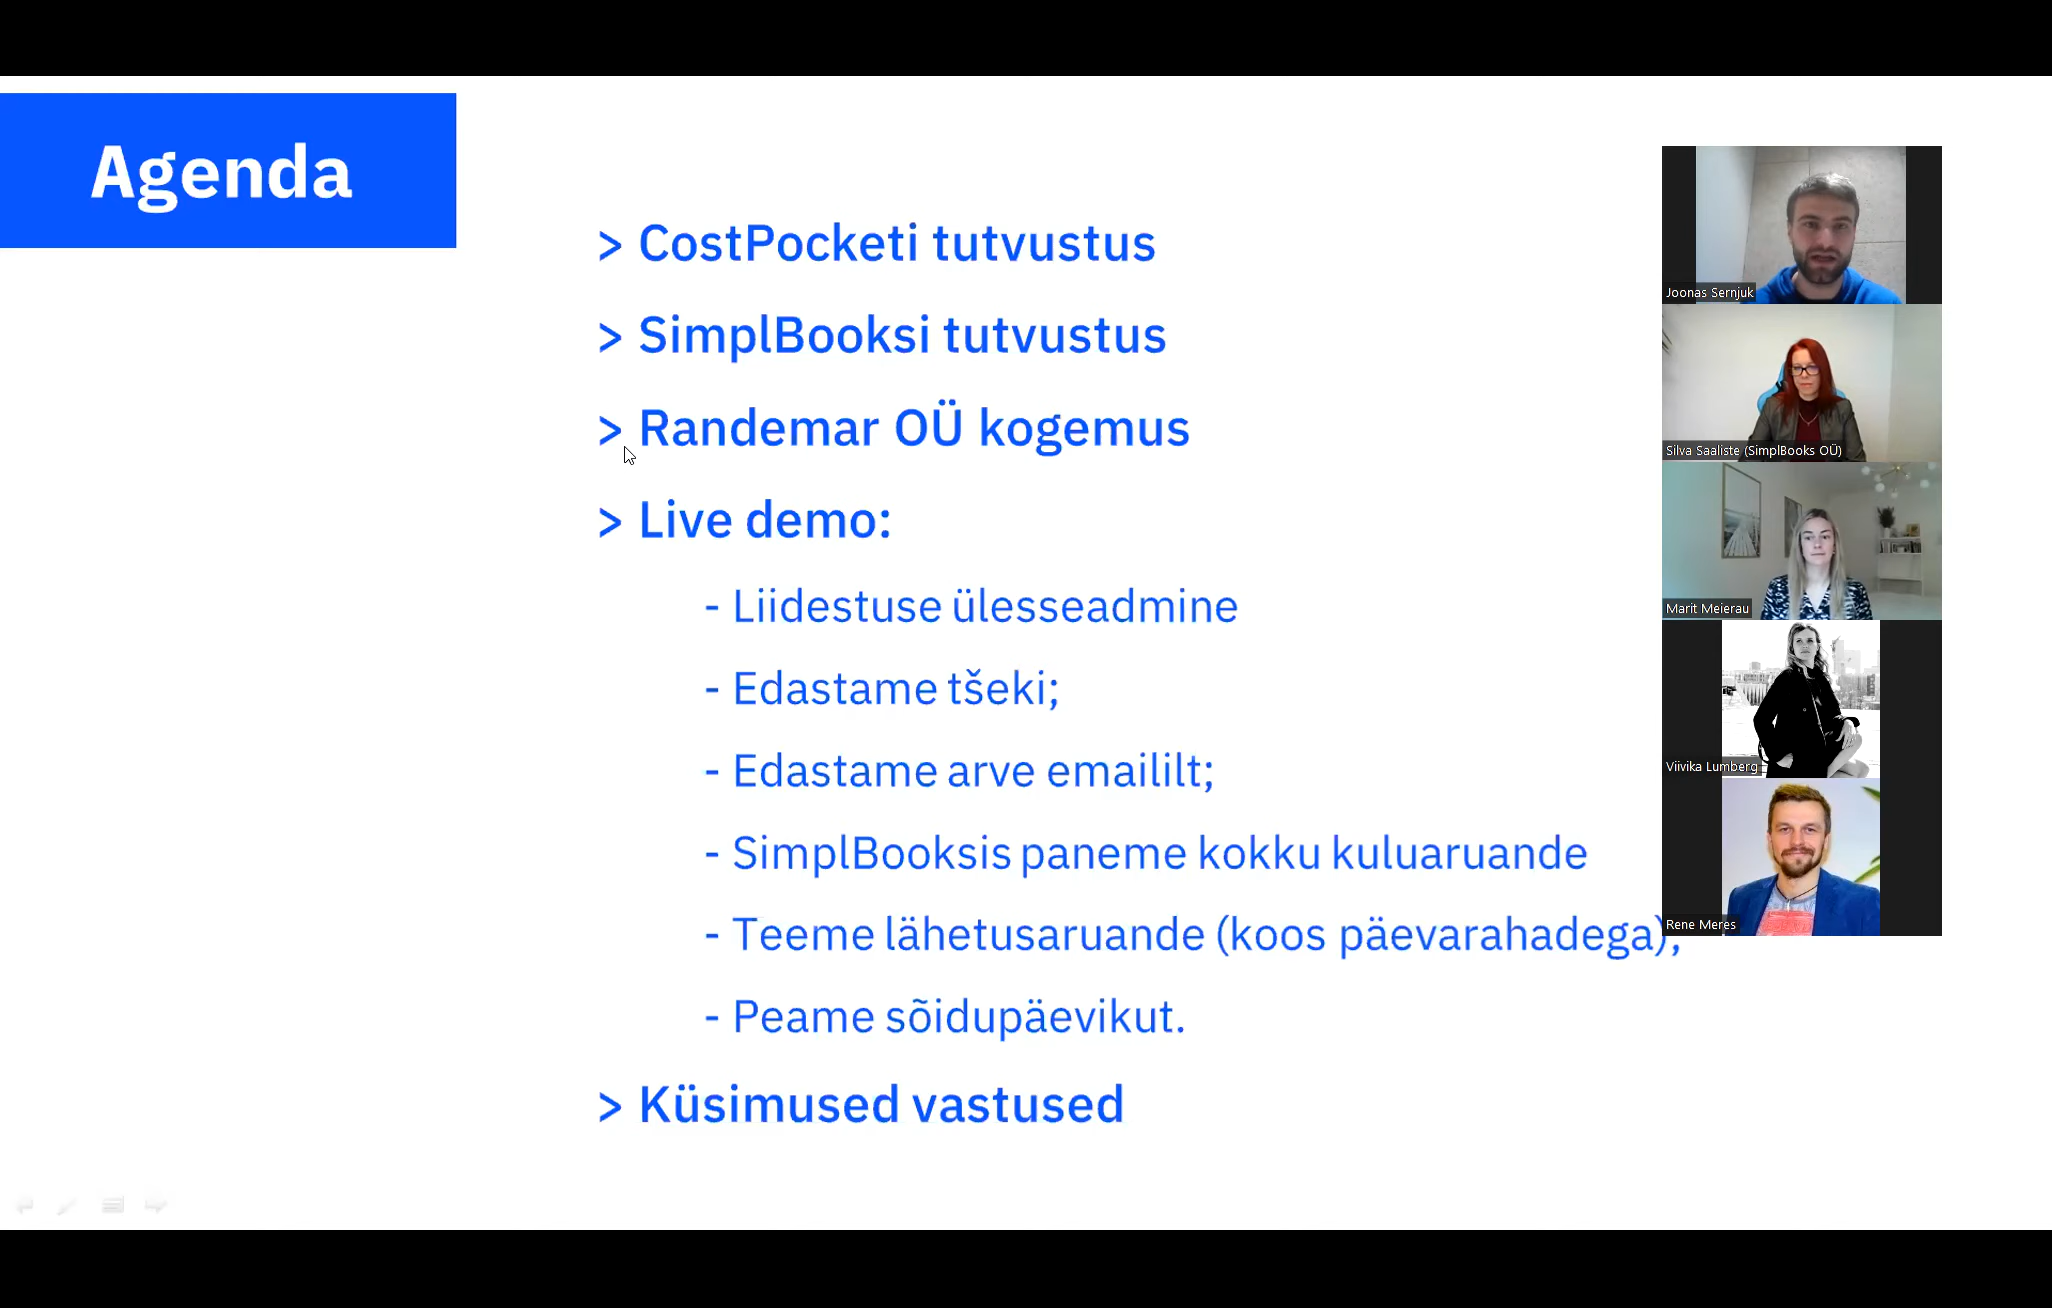 Agenda
> CostPocketi tutvustus
> SimplBooksi tutvustus
> Randemar OÜ kogemus
> Live demo:
- Liidestuse ülesseadmine
- Edastame tšeki;
- Edastame arve emaililt;
- SimplBooksis paneme kokku kuluaruande
- Teeme lähetusaruande (koos päevarahadega);
- Peame sõidupäevikut.
> Küsimused vastused
Joonas Sernjuk
Silva Saaliste (SimplBooks OÜ)
Marit Meierau
Viivika Lumberg
Rene Meres